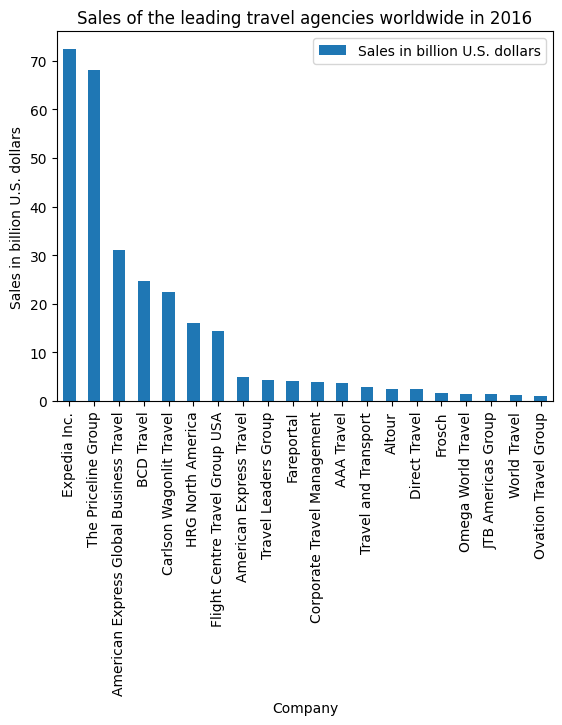 Sales of the leading travel agencies worldwide in 2016
Sales in billion U.S. dollars
Sales in billion U.S. dollars
70
60
50
40
30
20
10
0
Expedia Inc.
The Priceline Group
American Express Global Business Travel
BCD Travel
Carlson Wagonlit Travel
HRG North America
Flight Centre Travel Group USA
American Express Travel
Travel Leaders Group
Fareportal
Corporate Travel Management
AAA Travel
Travel and Transport
Altour
Direct Travel
Frosch
Omega World Travel
JTB Americas Group
World Travel
Ovation Travel Group
Company